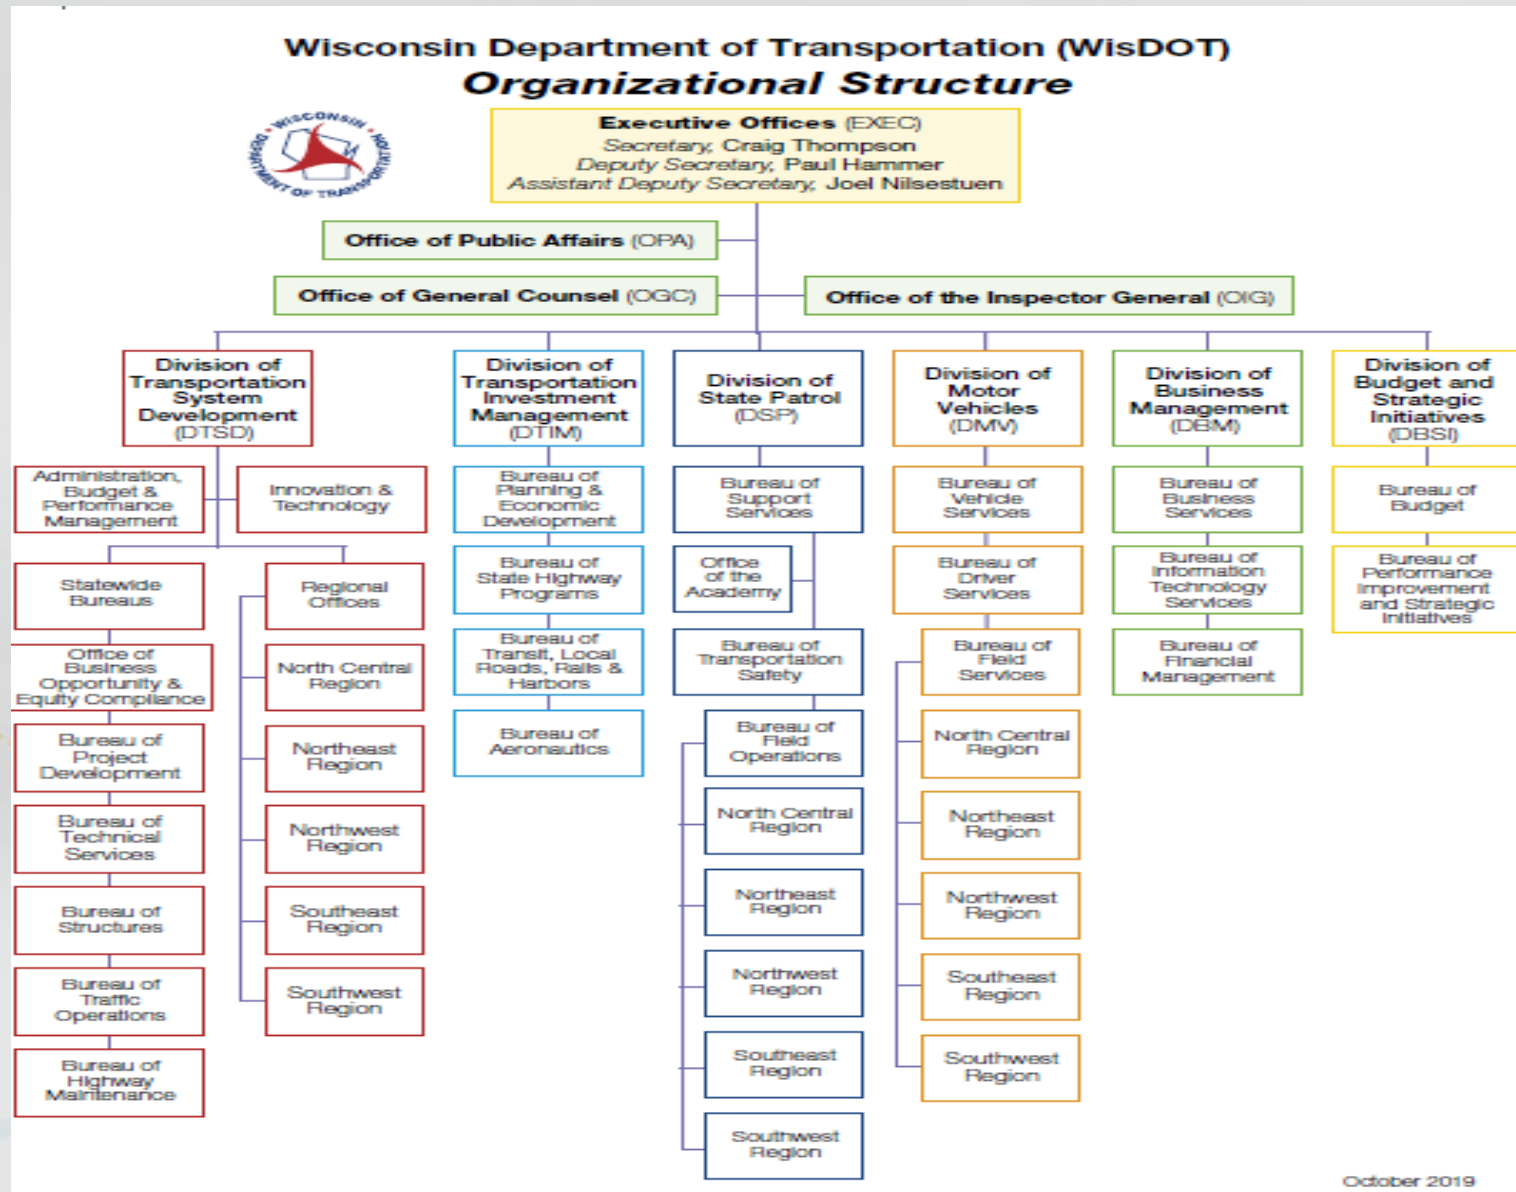 Wisconsin Department of Transportation (WisDOT)
Organizational Structure
WISCONSIN
DEPARTMENT OF TRANSPORTATION
Executive Offices (EXEC)
Secretary, Craig Thompson
Deputy Secretary, Paul Hammer
Assistant Deputy Secretary, Joel Nilsestuen
Office of Public Affairs (OPA)
Office of General Counsel (OGC)
Office of the Inspector General (OIG)
Division of
Transportation
System
Development
(DTSD)
Division of
Transportation
Investment
Management
(DTIM)
Division of
State Patrol
(DSP)
Division of
Motor
Vehicles
(DMV)
Division of
Business
Management
(DBM)
Division of
Budget and
Strategic
Initiatives
(DBSI)
Administration,
Budget &
Performance
Management
Innovation &
Technology
Statewide
Bureaus
Office of
Business
Opportunity &
Equity Compliance
Bureau of
Project
Development
Bureau of
Technical
Services
Bureau of
Structures
Bureau of
Traffic
Operations
Bureau of
Highway
Maintenance
Regional
Offices
North Central
Region
Northeast
Region
Northwest
Region
Southeast
Region
Southwest
Region
Bureau of
Planning &
Economic
Development
Bureau of
State Highway
Programs
Bureau of
Transit, Local
Roads, Rails &
Harbors
Bureau of
Aeronautics
Bureau of
Support
Services
Office
of the
Academy
Bureau of
Transportation
Safety
Bureau of
Field
Operations
North Central
Region
Northeast
Region
Northwest
Region
Southeast
Region
Southwest
Region
Bureau of
Vehicle
Services
Bureau of
Driver
Services
Bureau of
Field
Services
North Central
Region
Northeast
Region
Northwest
Region
Southeast
Region
Southwest
Region
Bureau of
Business
Services
Bureau of
Information
Technology
Services
Bureau of
Financial
Management
Bureau of
Budget
Bureau of
Performance
Improvement
and Strategic
Initiatives
October 2019